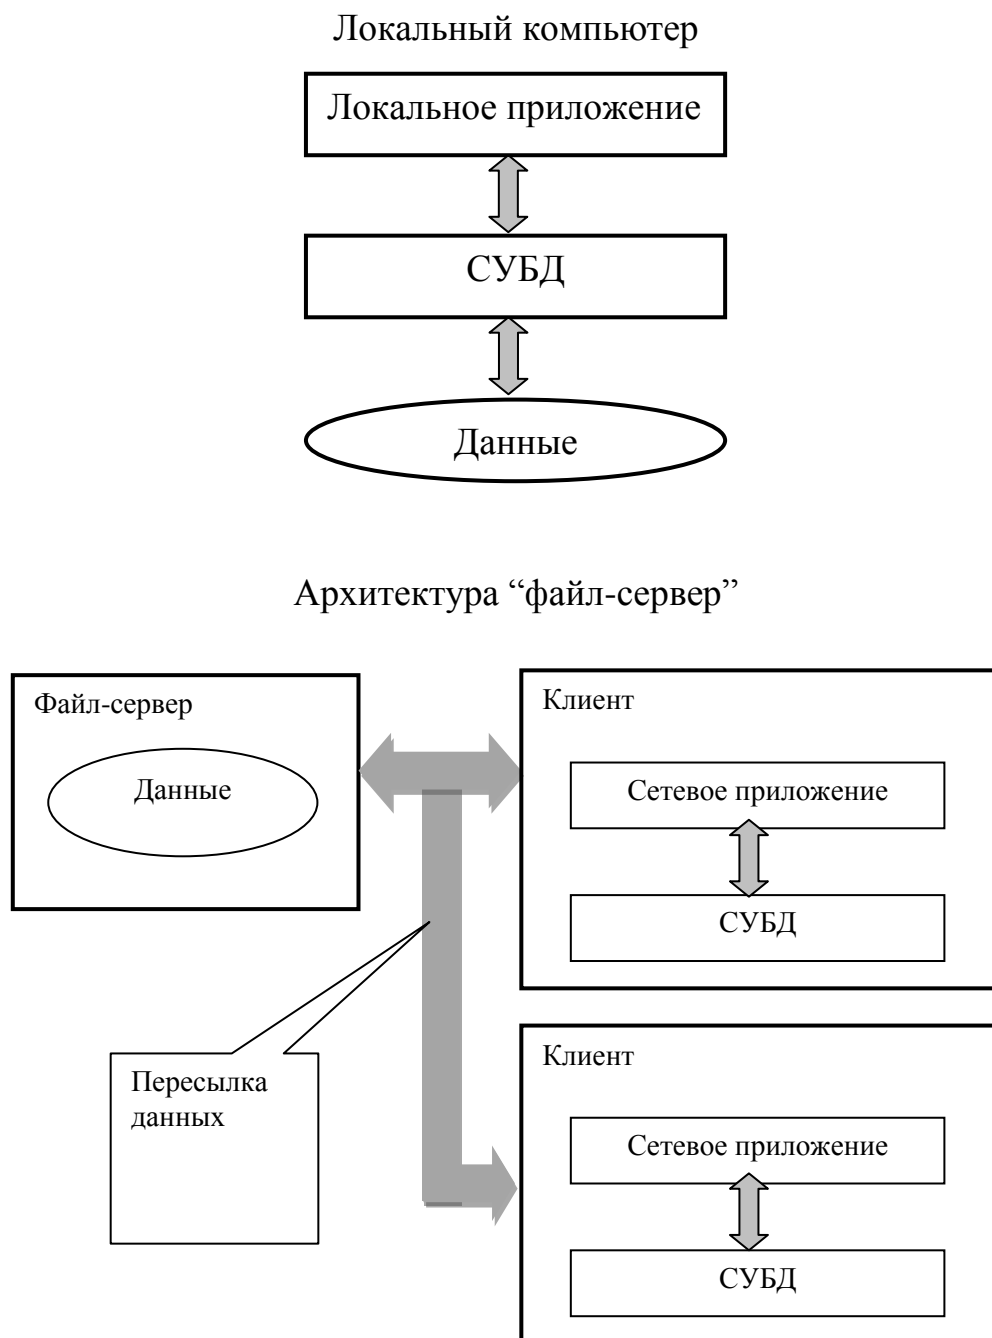 Локальный компьютер
Локальное приложение
СУБД
Данные
Архитектура “файл-сервер”
Файл-сервер
Данные
Клиент
Сетевое приложение
СУБД
Пересылка
данных
Клиент
Сетевое приложение
СУБД